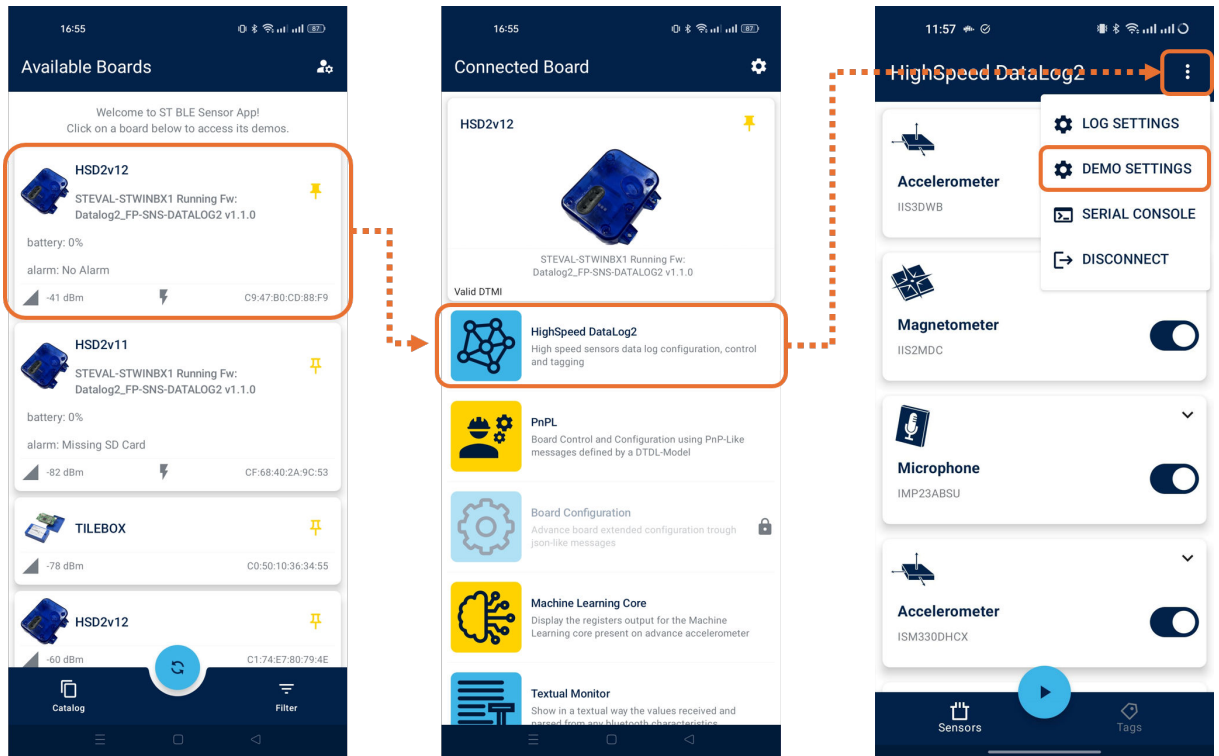 16:55
87
Available Boards
Welcome to ST BLE Sensor App!
Click on a board below to access its demos.
HSD2v12
STEVAL-STWINBX1 Running Fw:
Datalog2_FP-SNS-DATALOG2 v1.1.0
battery: 0%
alarm: No Alarm
-41 dBm
C9:47:B0:CD:88:F9
HSD2v11
STEVAL-STWINBX1 Running Fw:
Datalog2_FP-SNS-DATALOG2 v1.1.0
battery: 0%
alarm: Missing SD Card
-82 dBm
CF:68:40:2A:9C:53
TILEBOX
-78 dBm
C0:50:10:36:34:55
HSD2v12
-60 dBm
C1:74:E7:80:79:4E
Catalog
Filter
16:55
87
Connected Board
HSD2v12
STEVAL-STWINBX1 Running Fw:
Datalog2_FP-SNS-DATALOG2 v1.1.0
Valid DTMI
HighSpeed DataLog2
High speed sensors data log configuration, control
and tagging
PnPL
Board Control and Configuration using PnP-Like
messages defined by a DTDL-Model
Board Configuration
Advance board extended configuration trough
json-like messages
Machine Learning Core
Display the registers output for the Machine
Learning core present on advance accelerometer
Textual Monitor
Show in a textual way the values received and
parsed from any bluetooth characteristics
11:57
HighSpeed DataLog2
LOG SETTINGS
DEMO SETTINGS
SERIAL CONSOLE
DISCONNECT
Accelerometer
IIS3DWB
Magnetometer
IIS2MDC
Microphone
IMP23ABSU
Accelerometer
ISM330DHCX
Sensors
Tags